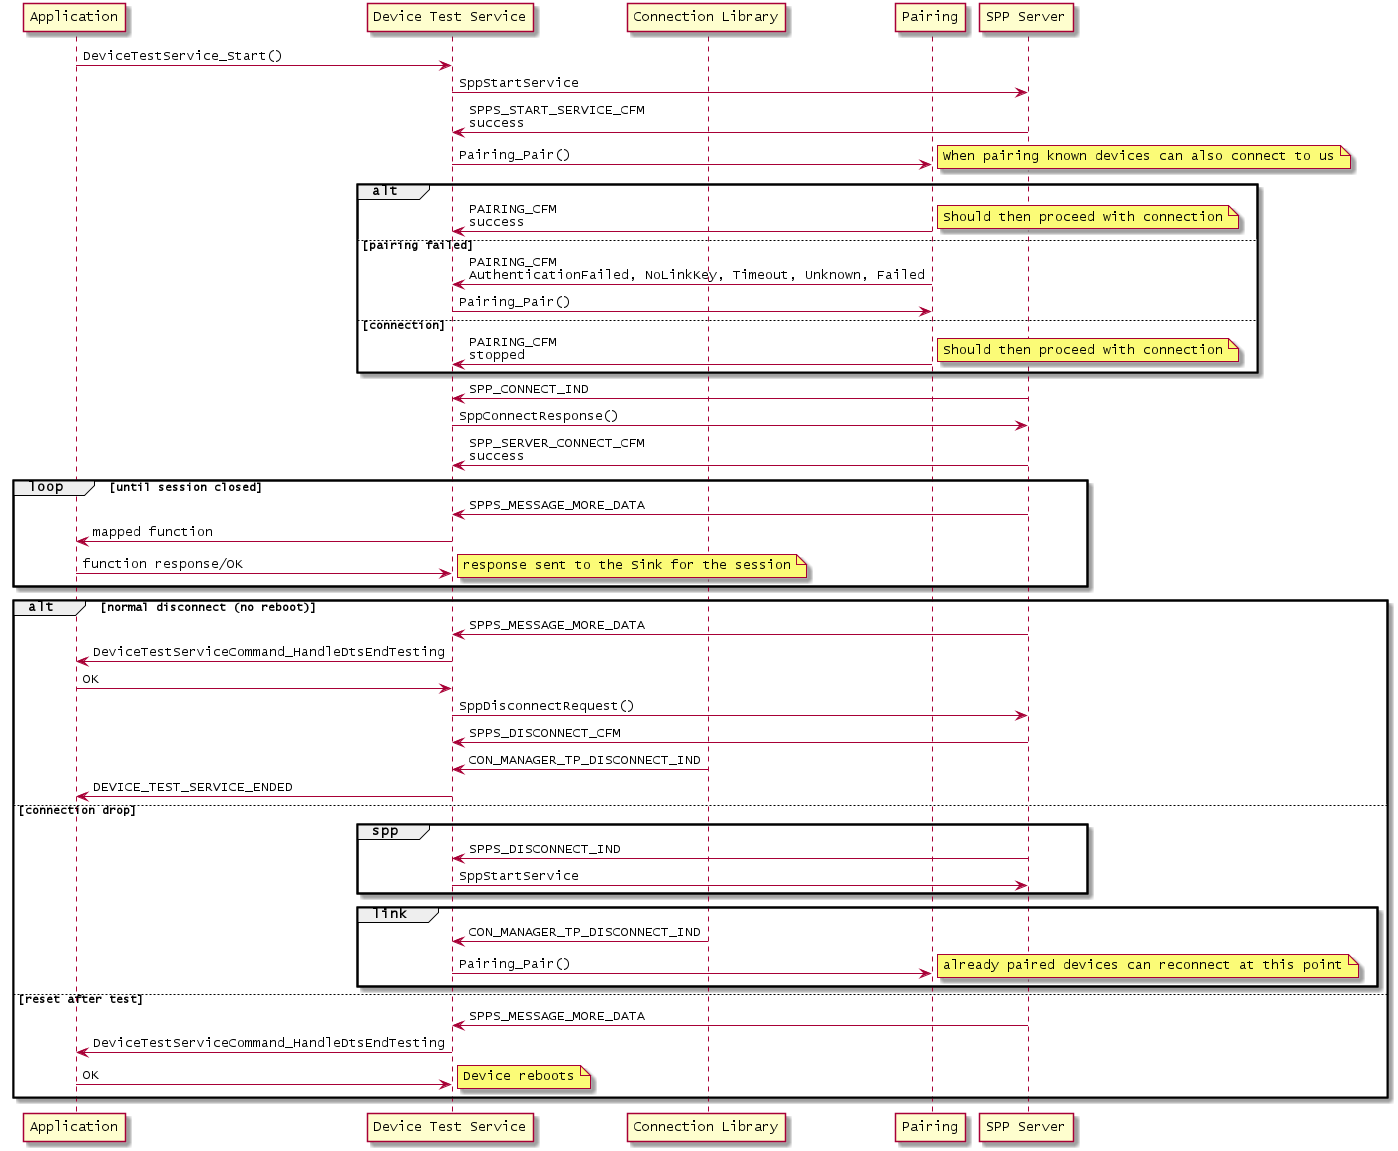 Application
Device Test Service
Connection Library
Pairing
SPP Server
DeviceTestService_Start()
SppStartService
SPPS_START_SERVICE_CFM
success
Pairing_Pair()
When pairing known devices can also connect to us
alt
PAIRING_CFM
success
Should then proceed with connection
[pairing failed]
PAIRING_CFM
AuthenticationFailed, NoLinkKey, Timeout, Unknown, Failed
Pairing_Pair()
[connection]
PAIRING_CFM
stopped
Should then proceed with connection
SPP_CONNECT_IND
SppConnectResponse()
SPP_SERVER_CONNECT_CFM
success
loop [until session closed]
SPPS_MESSAGE_MORE_DATA
mapped function
function response/OK
response sent to the Sink for the session
alt [normal disconnect (no reboot)]
SPPS_MESSAGE_MORE_DATA
DeviceTestServiceCommand_HandleDtsEndTesting
OK
SppDisconnectRequest()
SPPS_DISCONNECT_CFM
CON_MANAGER_TP_DISCONNECT_IND
DEVICE_TEST_SERVICE_ENDED
[connection drop]
spp
SPPS_DISCONNECT_IND
SppStartService
link
CON_MANAGER_TP_DISCONNECT_IND
Pairing_Pair()
already paired devices can reconnect at this point
[reset after test]
SPPS_MESSAGE_MORE_DATA
DeviceTestServiceCommand_HandleDtsEndTesting
OK
Device reboots
Application
Device Test Service
Connection Library
Pairing
SPP Server